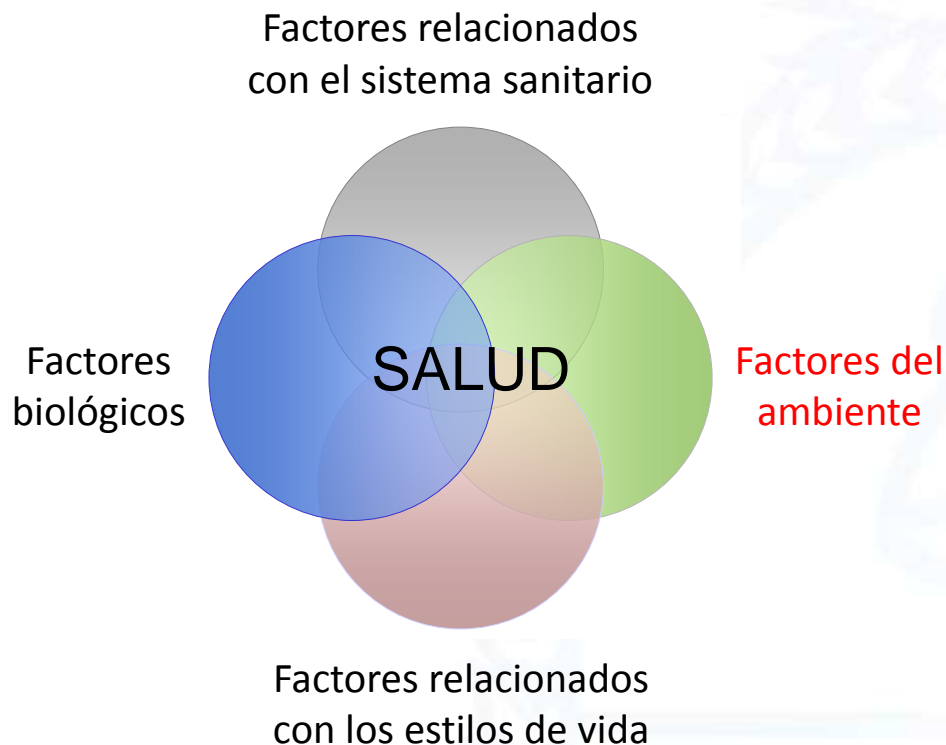 Factores relacionados
con el sistema sanitario
Factores
biológicos
SALUD
Factores del
ambiente
Factores relacionados
con los estilos de vida